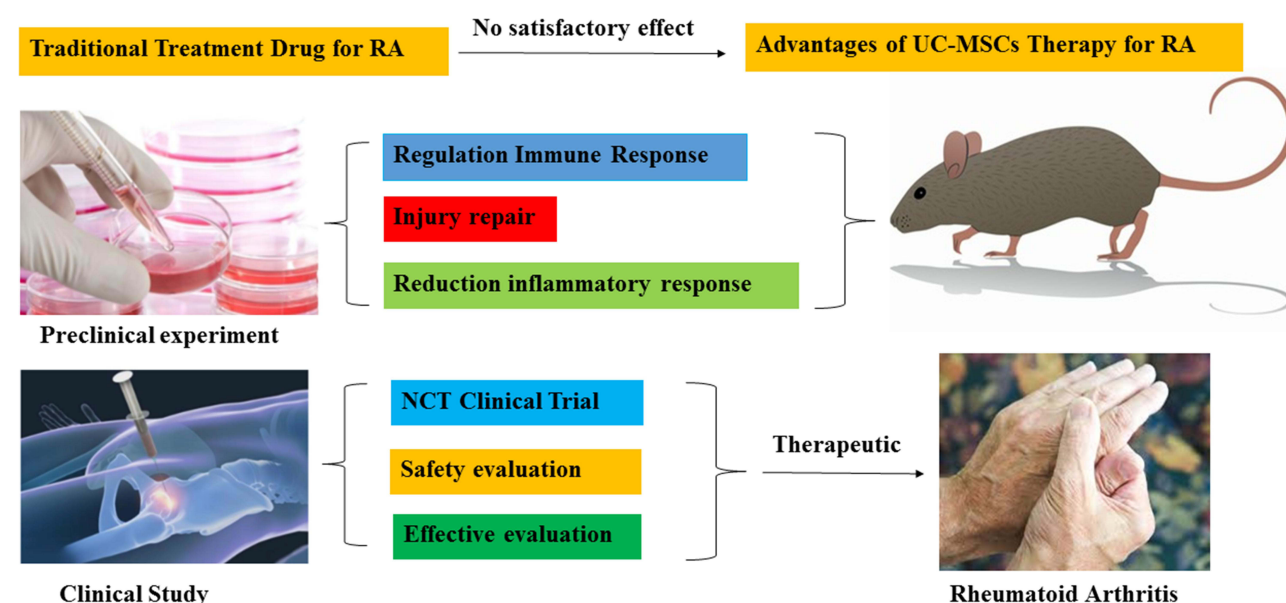 No satisfactory effect
Traditional Treatment Drug for RA
Advantages of UC-MSCs Therapy for RA
Regulation Immune Response
Injury repair
Reduction inflammatory response
Preclinical experiment
NCT Clinical Trial
Safety evaluation
Effective evaluation
Therapeutic
Clinical Study
Rheumatoid Arthritis